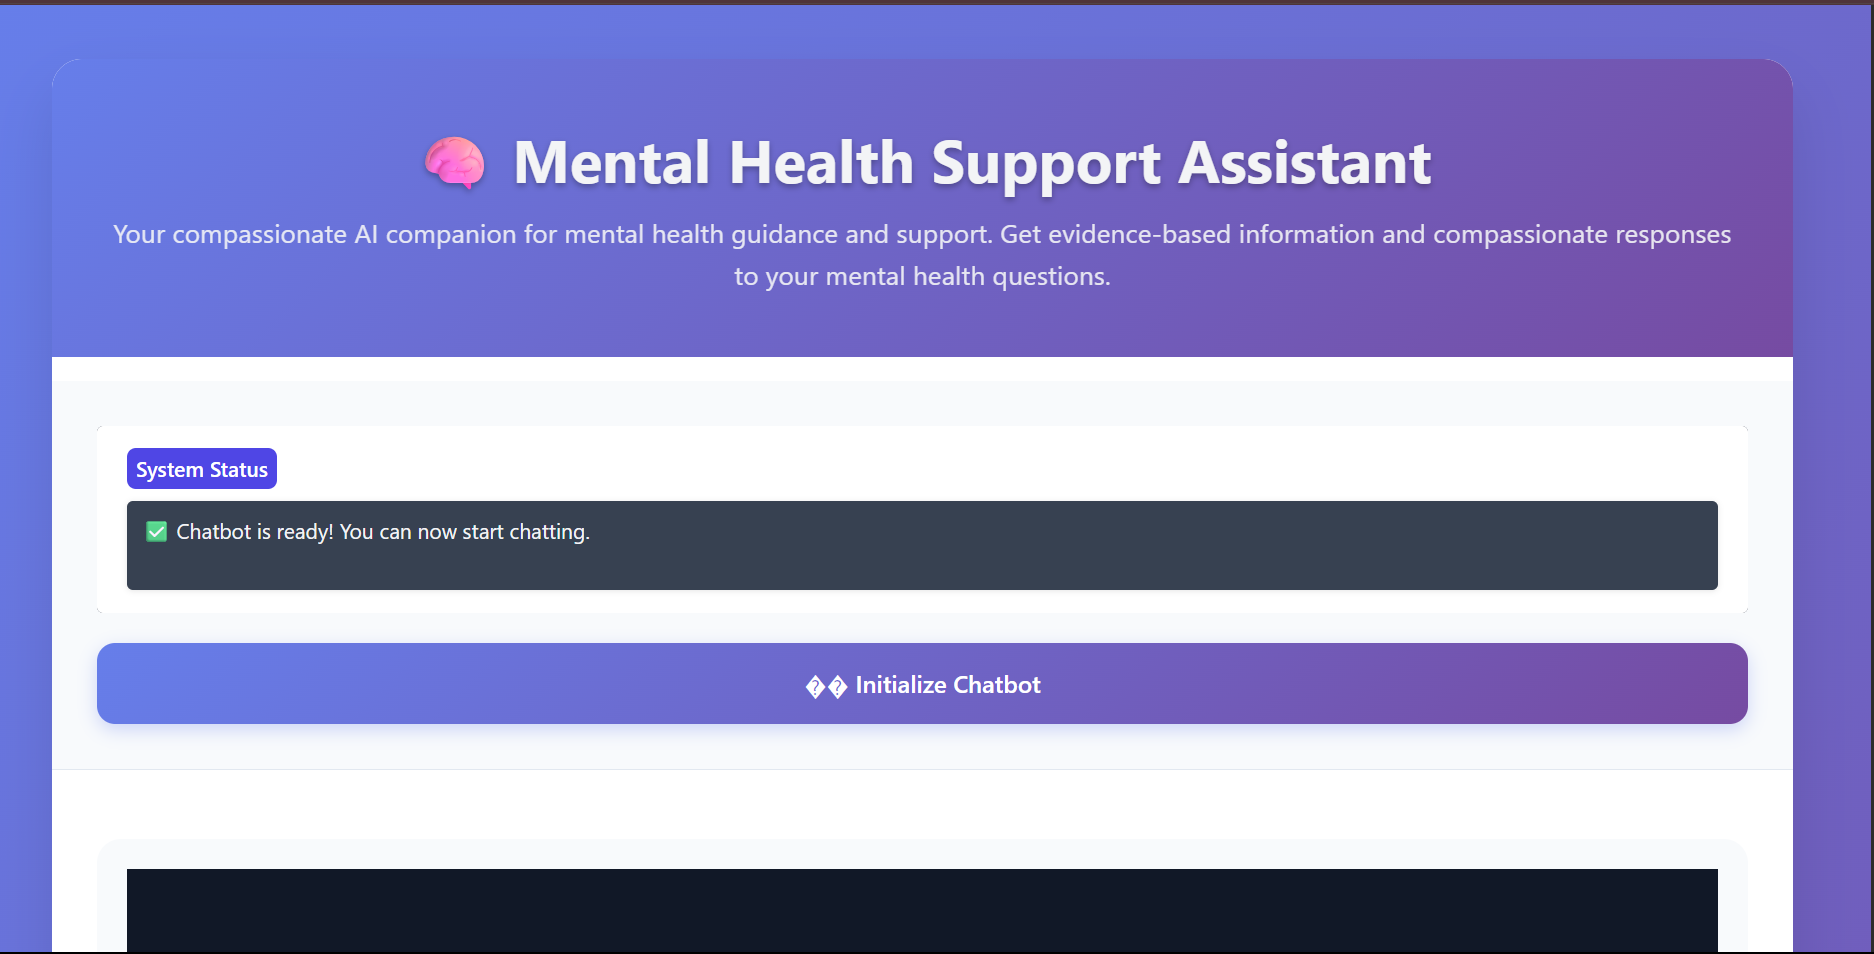 🧠 Mental Health Support Assistant
Your compassionate AI companion for mental health guidance and support. Get evidence-based information and compassionate responses
to your mental health questions.
System Status
✅ Chatbot is ready! You can now start chatting.
�� Initialize Chatbot